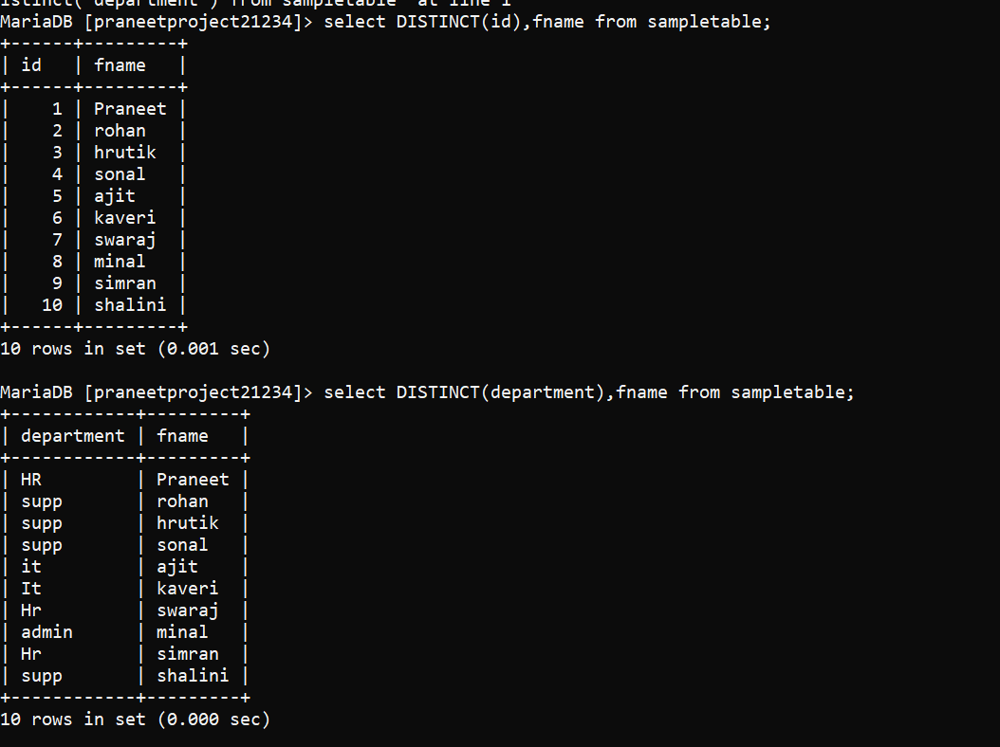 istinct('department') from sampletable' at line 1
MariaDB [praneetproject21234]> select DISTINCT(id),fname from sampletable;
+------+---------+
| id   | fname   |
+------+---------+
|    1 | Praneet |
|    2 | rohan   |
|    3 | hrutik  |
|    4 | sonal   |
|    5 | ajit    |
|    6 | kaveri  |
|    7 | swaraj  |
|    8 | minal   |
|    9 | simran  |
|   10 | shalini |
+------+---------+
10 rows in set (0.001 sec)
MariaDB [praneetproject21234]> select DISTINCT(department),fname from sampletable;
+------------+---------+
| department | fname   |
+------------+---------+
| HR         | Praneet |
| supp       | rohan   |
| supp       | hrutik  |
| supp       | sonal   |
| it         | ajit    |
| It         | kaveri  |
| Hr         | swaraj  |
| admin      | minal   |
| Hr         | simran  |
| supp       | shalini |
+------------+---------+
10 rows in set (0.000 sec)